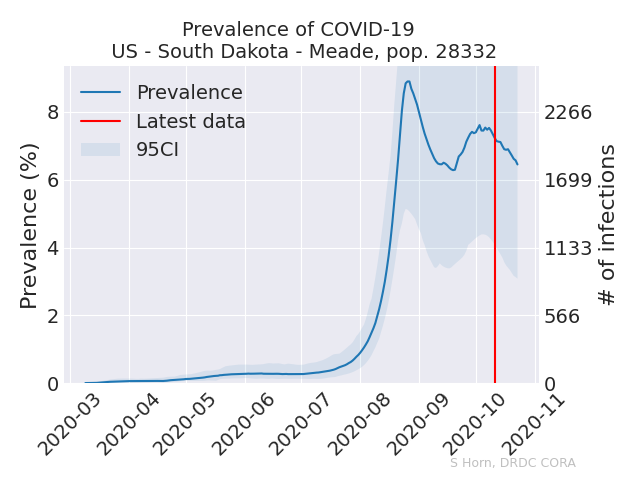 Prevalence of COVID-19
US - South Dakota - Meade, pop. 28332
Prevalence
Latest data
95CI
Prevalence (%)
8
6
4
2
0
2266
1699
1133
566
0
# of infections
2020-03
2020-04
2020-05
2020-06
2020-07
2020-08
2020-09
2020-10
2020-11
S Horn, DRDC CORA